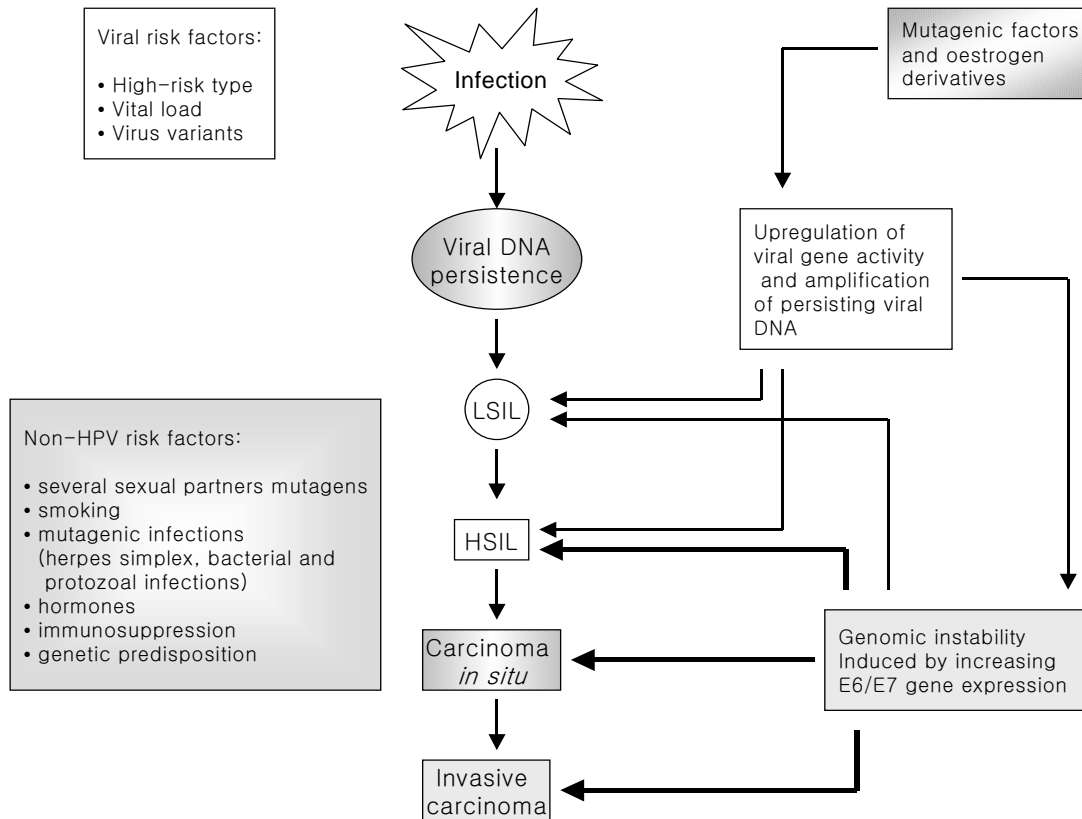 Viral risk factors:
• High-risk type
• Vital load
• Virus variants
Infection
Mutagenic factors
and oestrogen
derivatives
Viral DNA
persistence
Upregulation of
viral gene activity
and amplification
of persisting viral
DNA
LSIL
Non-HPV risk factors:
• several sexual partners mutagens
• smoking
• mutagenic infections
(herpes simplex, bacterial and
protozoal infections)
• hormones
• immunosuppression
• genetic predisposition
HSIL
Carcinoma
in situ
Genomic instability
Induced by increasing
E6/E7 gene expression
Invasive
carcinoma